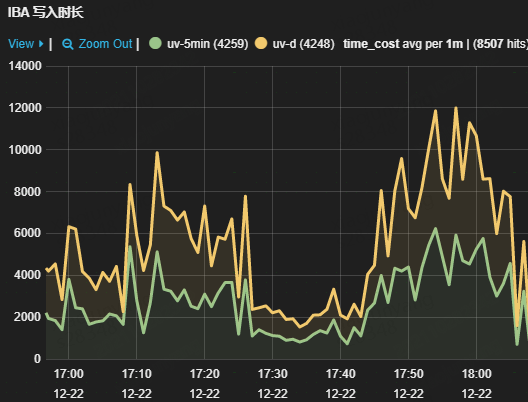 IBA 写入时长
View ▸ | Zoom Out | uv-5min (4259) uv-d (4248) time_cost avg per 1m | (8507 hits)
14000
12000
10000
8000
6000
4000
2000
0
17:00 17:10 17:20 17:30 17:40 17:50 18:00
12-22 12-22 12-22 12-22 12-22 12-22 12-22